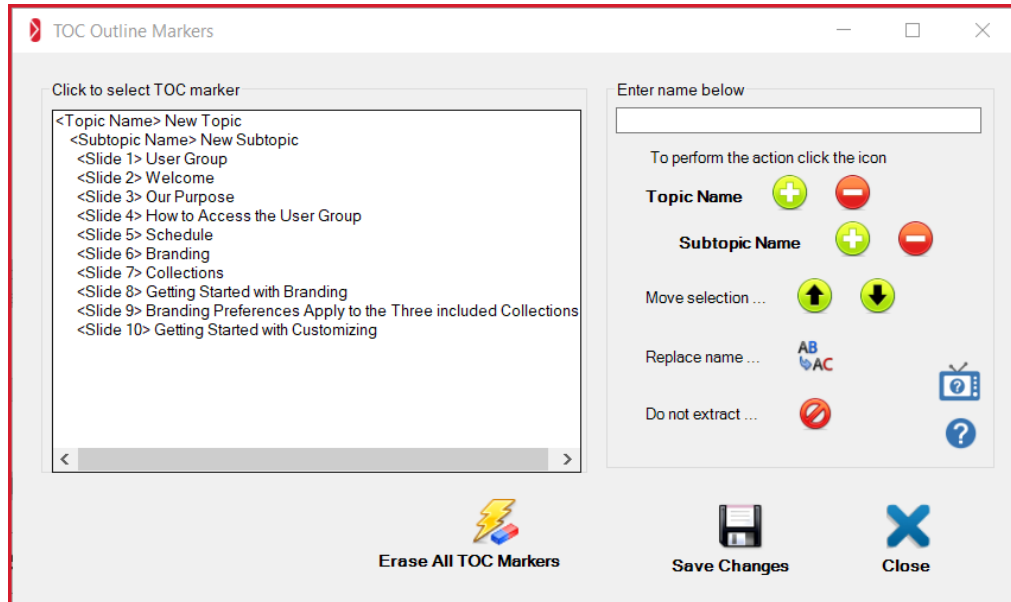 TOC Outline Markers
Click to select TOC marker
<Topic Name> New Topic
<Subtopic Name> New Subtopic
<Slide 1> User Group
<Slide 2> Welcome
<Slide 3> Our Purpose
<Slide 4> How to Access the User Group
<Slide 5> Schedule
<Slide 6> Branding
<Slide 7> Collections
<Slide 8> Getting Started with Branding
<Slide 9> Branding Preferences Apply to the Three included Collections
<Slide 10> Getting Started with Customizing
Enter name below
To perform the action click the icon
Topic Name
Subtopic Name
Move selection ...
Replace name ...
AB
AC
Do not extract ...
?
?
Erase All TOC Markers
Save Changes
Close